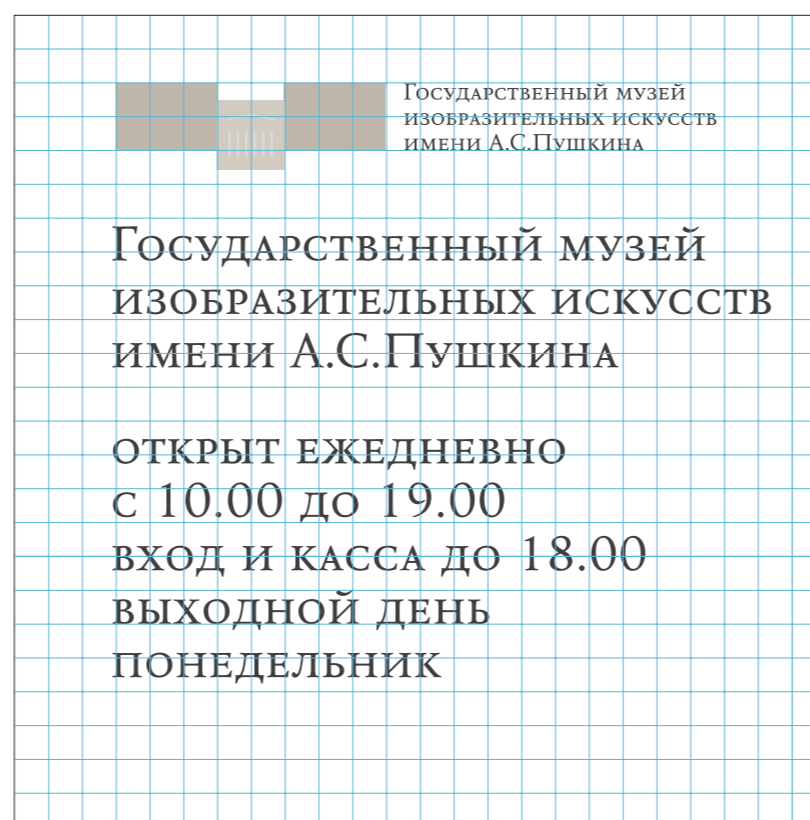 Государственный музей
изобразительных искусств
имени А.С.Пушкина
Государственный музей
изобразительных искусств
имени А.С.Пушкина
открыт ежедневно
с 10.00 до 19.00
вход и касса до 18.00
выходной день
понедельник